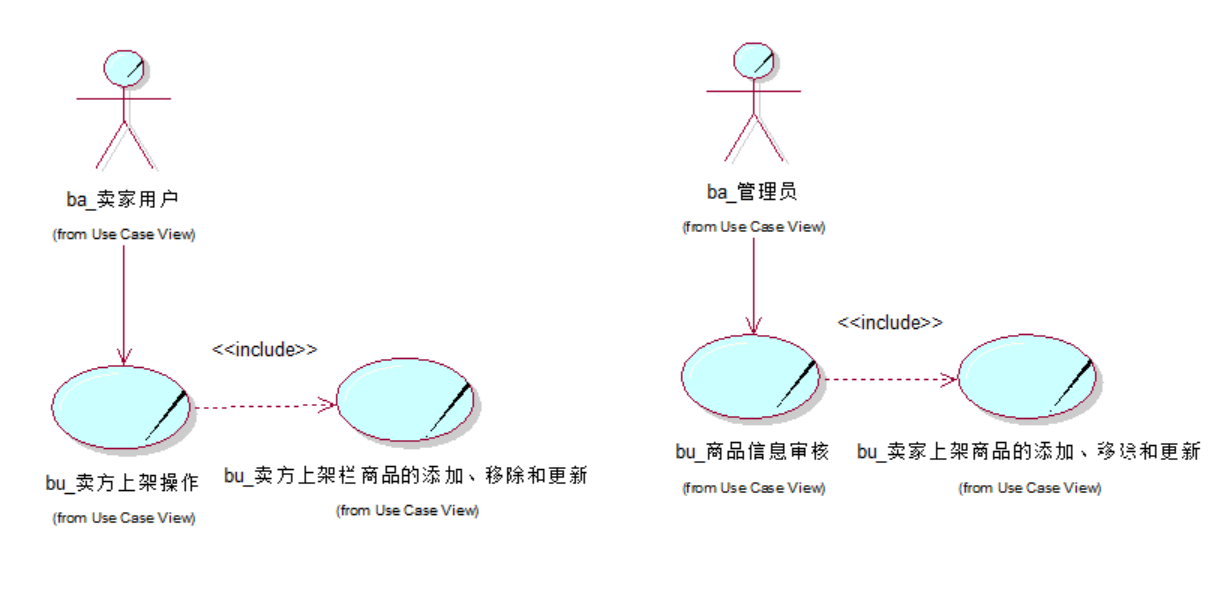 ba_卖家用户
(from Use Case View)
<<include>>
bu_卖方上架操作
(from Use Case View)
bu_卖方上架栏商品的添加、移除和更新
(from Use Case View)
ba_管理员
(from Use Case View)
<<include>>
bu_商品信息审核
(from Use Case View)
bu_卖家上架商品的添加、移除和更新
(from Use Case View)